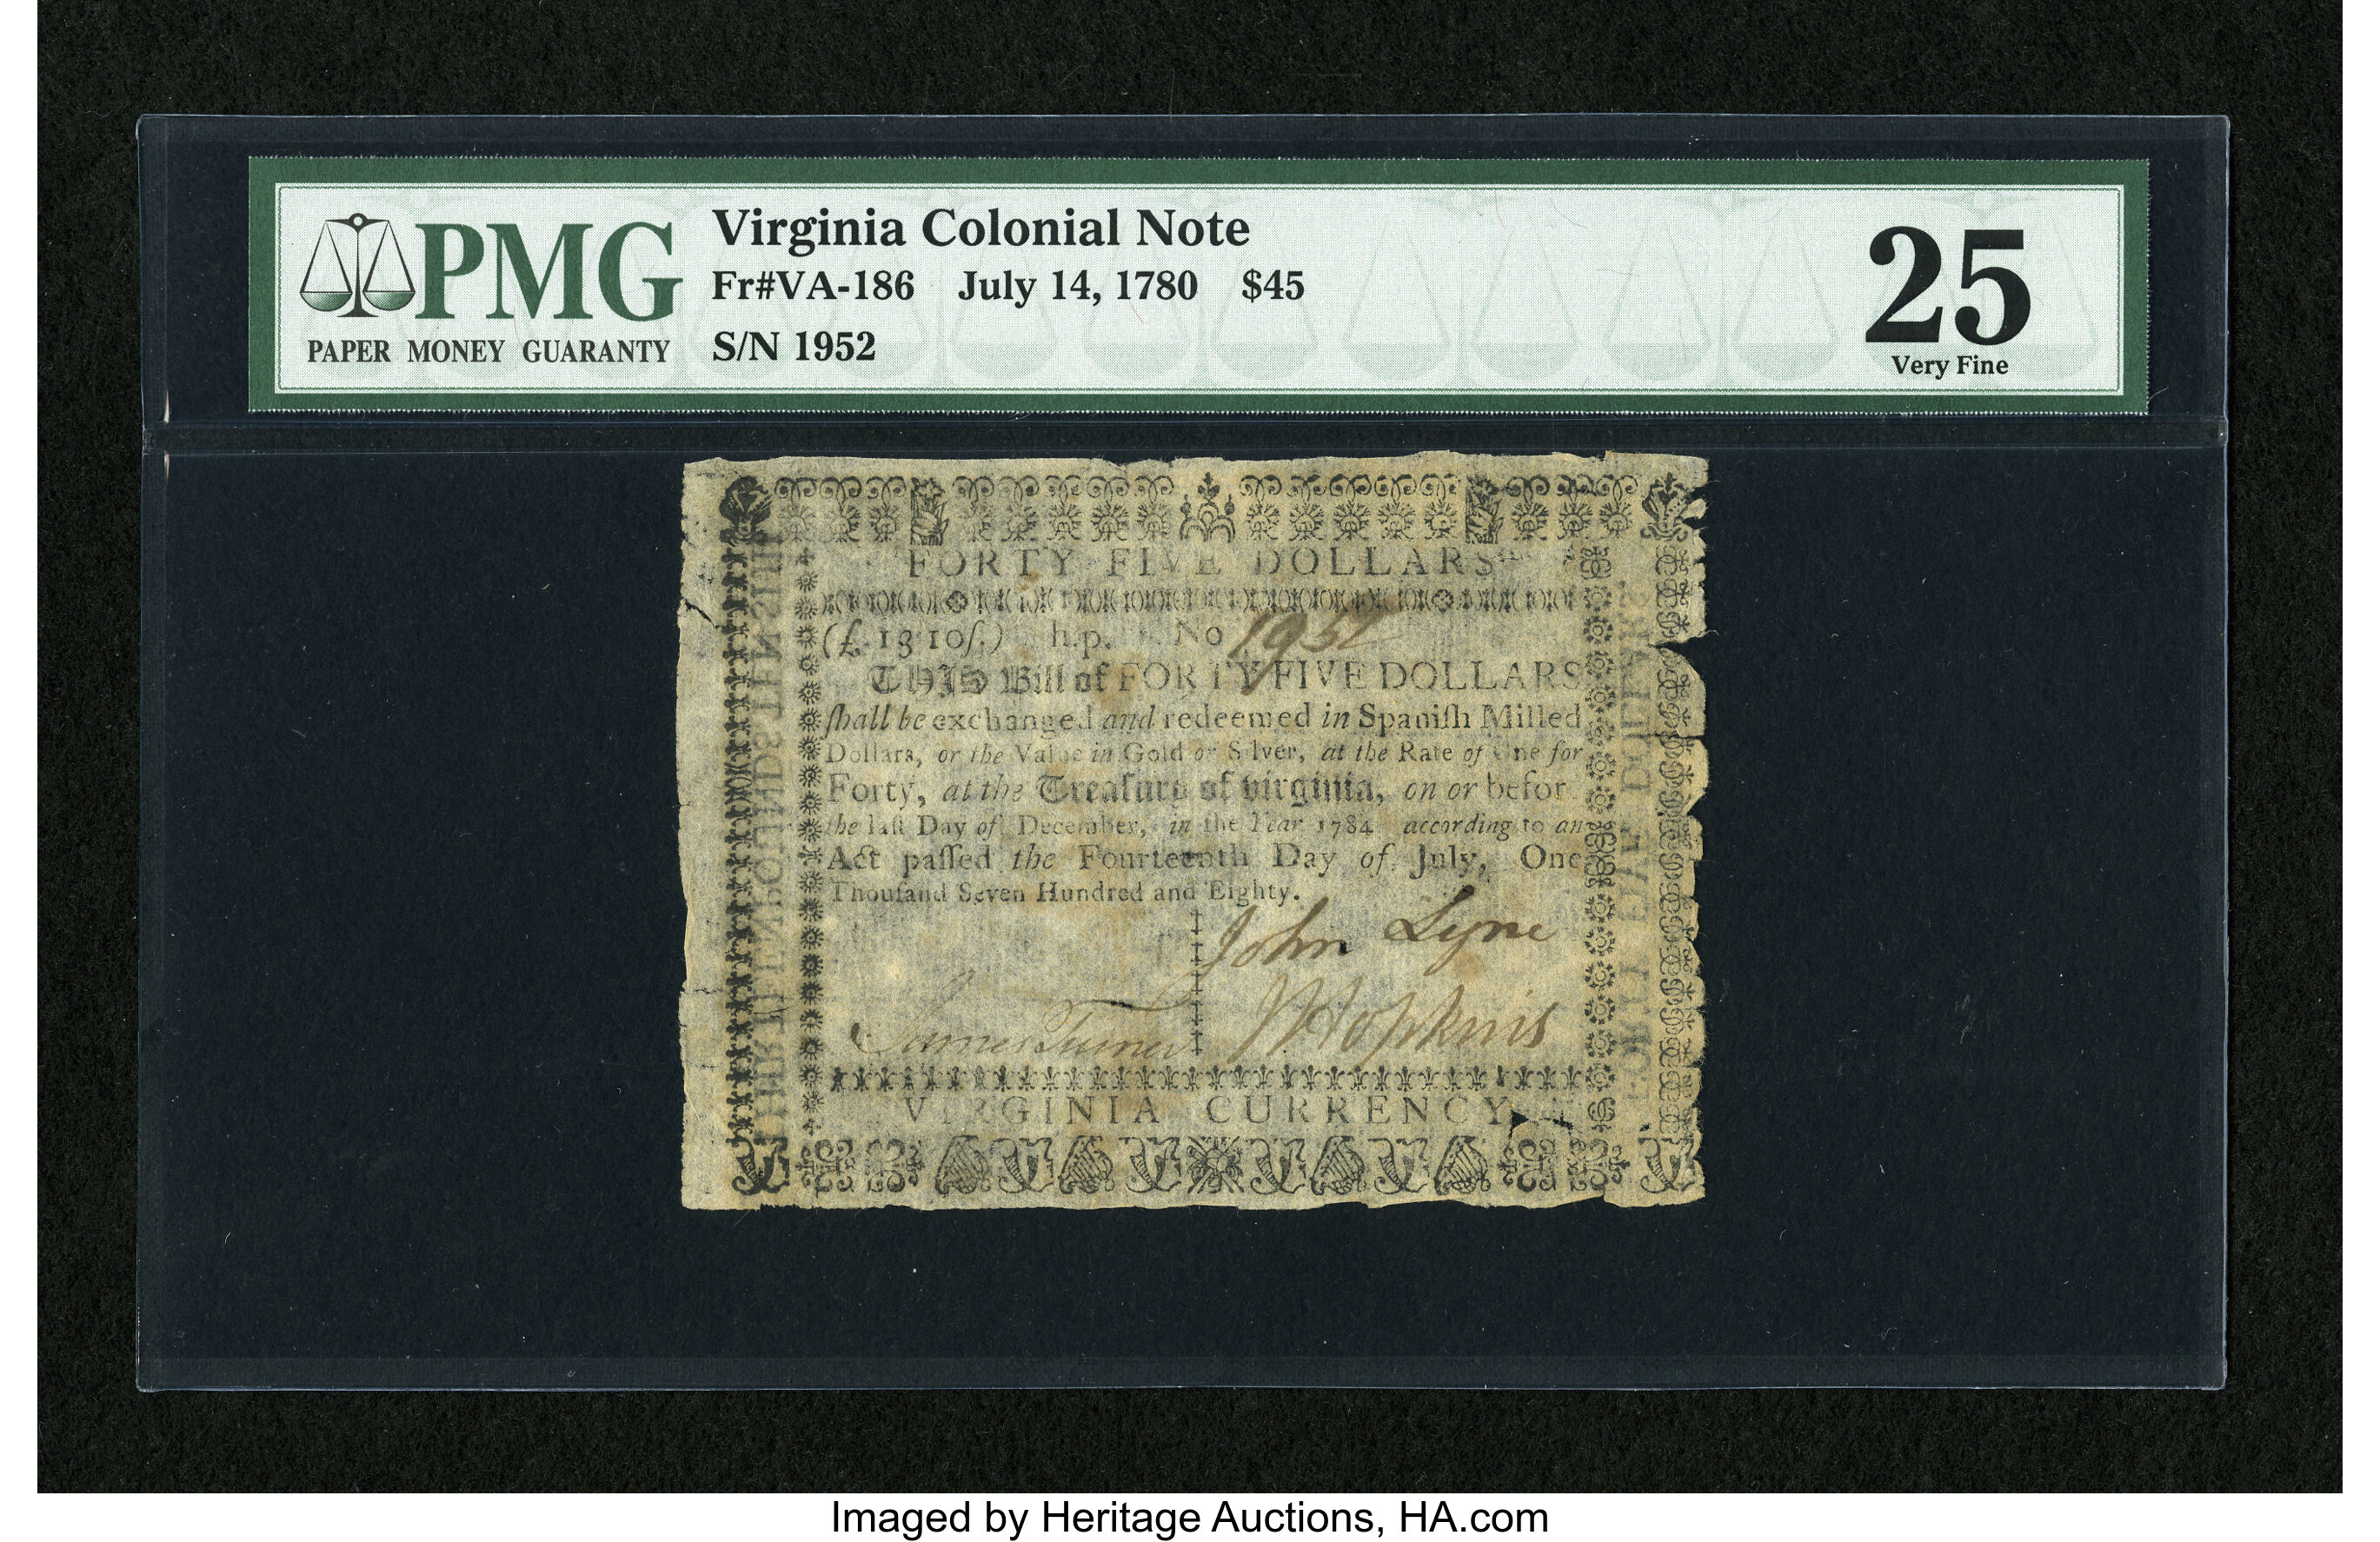 PMG
PAPER MONEY GUARANTY
Virginia Colonial Note
Fr#VA-186 July 14, 1780 $45
S/N 1952
25
Very Fine
FORTY FIVE DOLLARS
(£.13 10ſ.) h.p. No 1952
THIS Bill of FORTY FIVE DOLLARS
ſhall be exchanged and redeemed in Spaniſh Milled
Dollars, or the Value in Gold or Silver, at the Rate of One for
Forty, at the Treaſury of Virginia, on or befor
the laſt Day of December, in the Year 1784 according to an
Act paſſed the Fourteenth Day of July, One
Thouſand Seven Hundred and Eighty.
John Lyne
James Turner
Hopkins
VIRGINIA CURRENCY
FORTY FIVE DOLLARS
Imaged by Heritage Auctions, HA.com